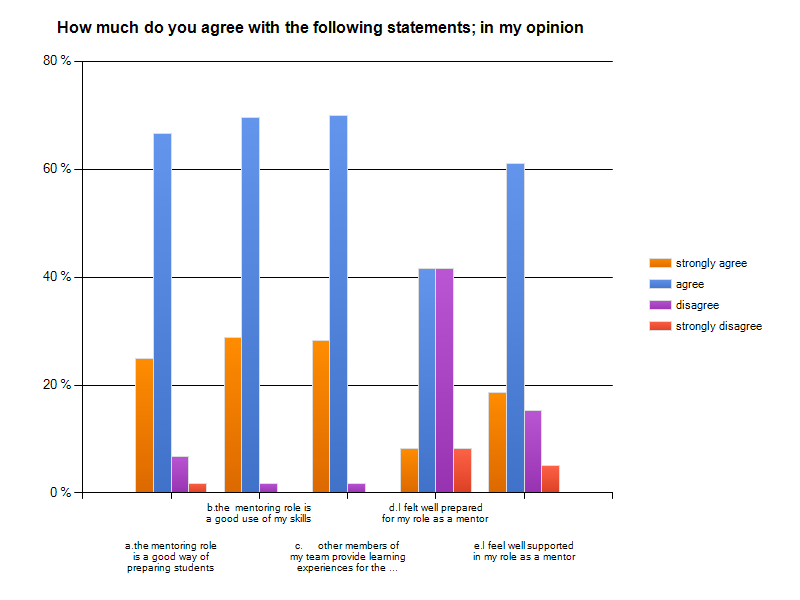 How much do you agree with the following statements; in my opinion
80 %
60 %
40 %
20 %
0 %
strongly agree
agree
disagree
strongly disagree
a.the mentoring role
is a good way of
preparing students
b.the mentoring role is
a good use of my skills
c. other members of
my team provide learning
experiences for the ...
d.I felt well prepared
for my role as a mentor
e.I feel well supported
in my role as a mentor